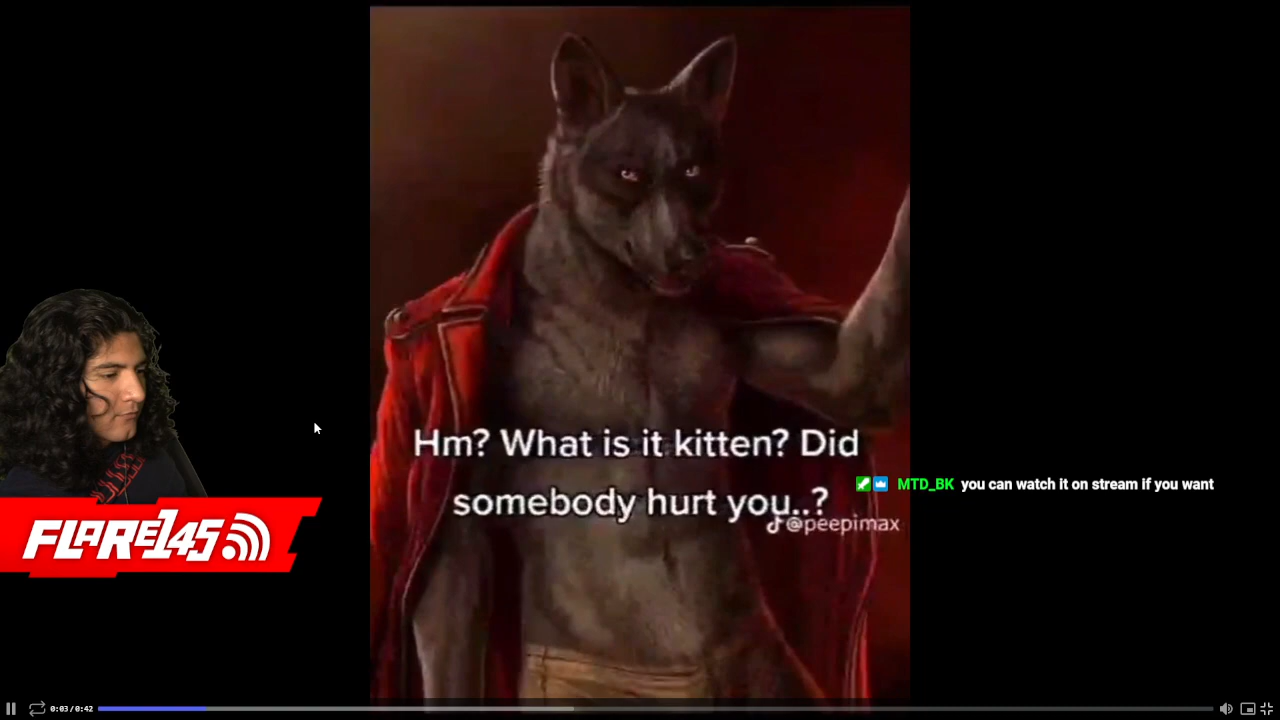 Hm? What is it kitten? Did
somebody hurt you..?
@peepimax
MTD_BK you can watch it on stream if you want
FLARE145
0:03/0:42